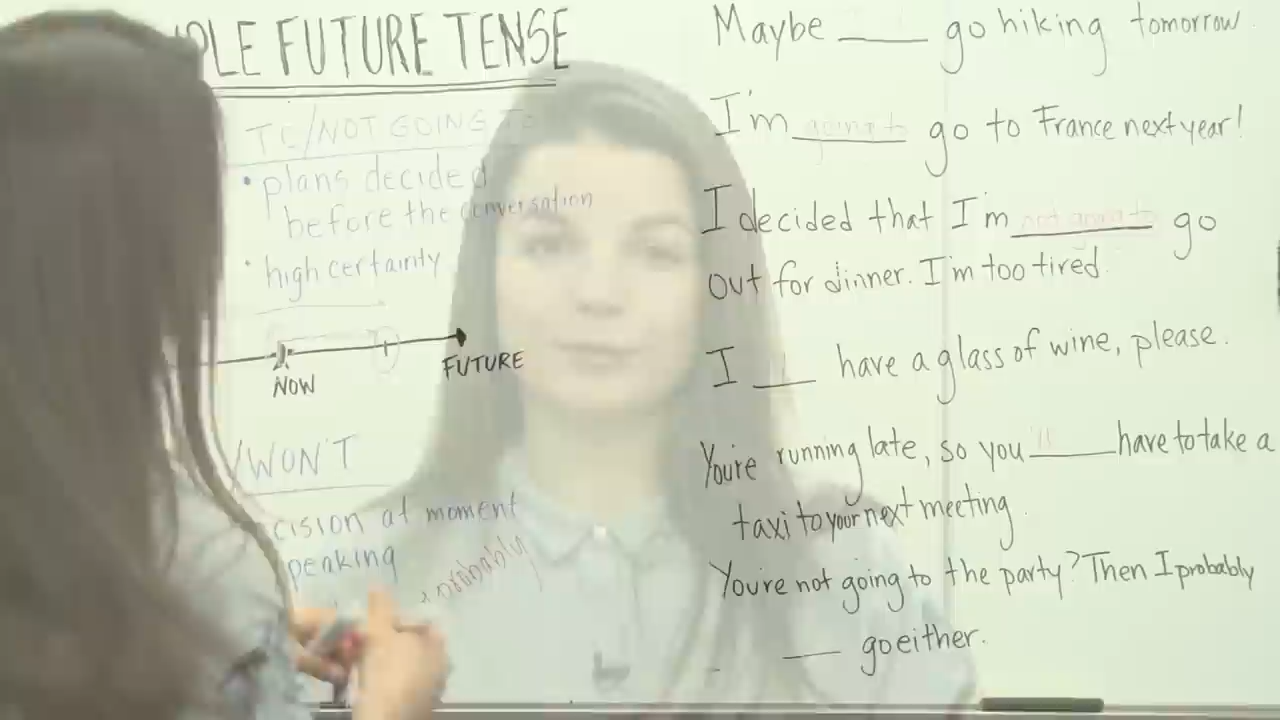 PLE FUTURE TENSE
GOING TO/NOT GOING TO
• plans decided
before the conversation
• high certainty
NOW
FUTURE
/WON'T
cision at moment
peaking
probably
Maybe ___ go hiking tomorrow.
I'm going to go to France next year!
I decided that I'm not going to go
out for dinner. I'm too tired.
I ___ have a glass of wine, please.
You're running late, so you'll ___ have to take a
taxi to your next meeting.
You're not going to the party? Then I probably
___ go either.